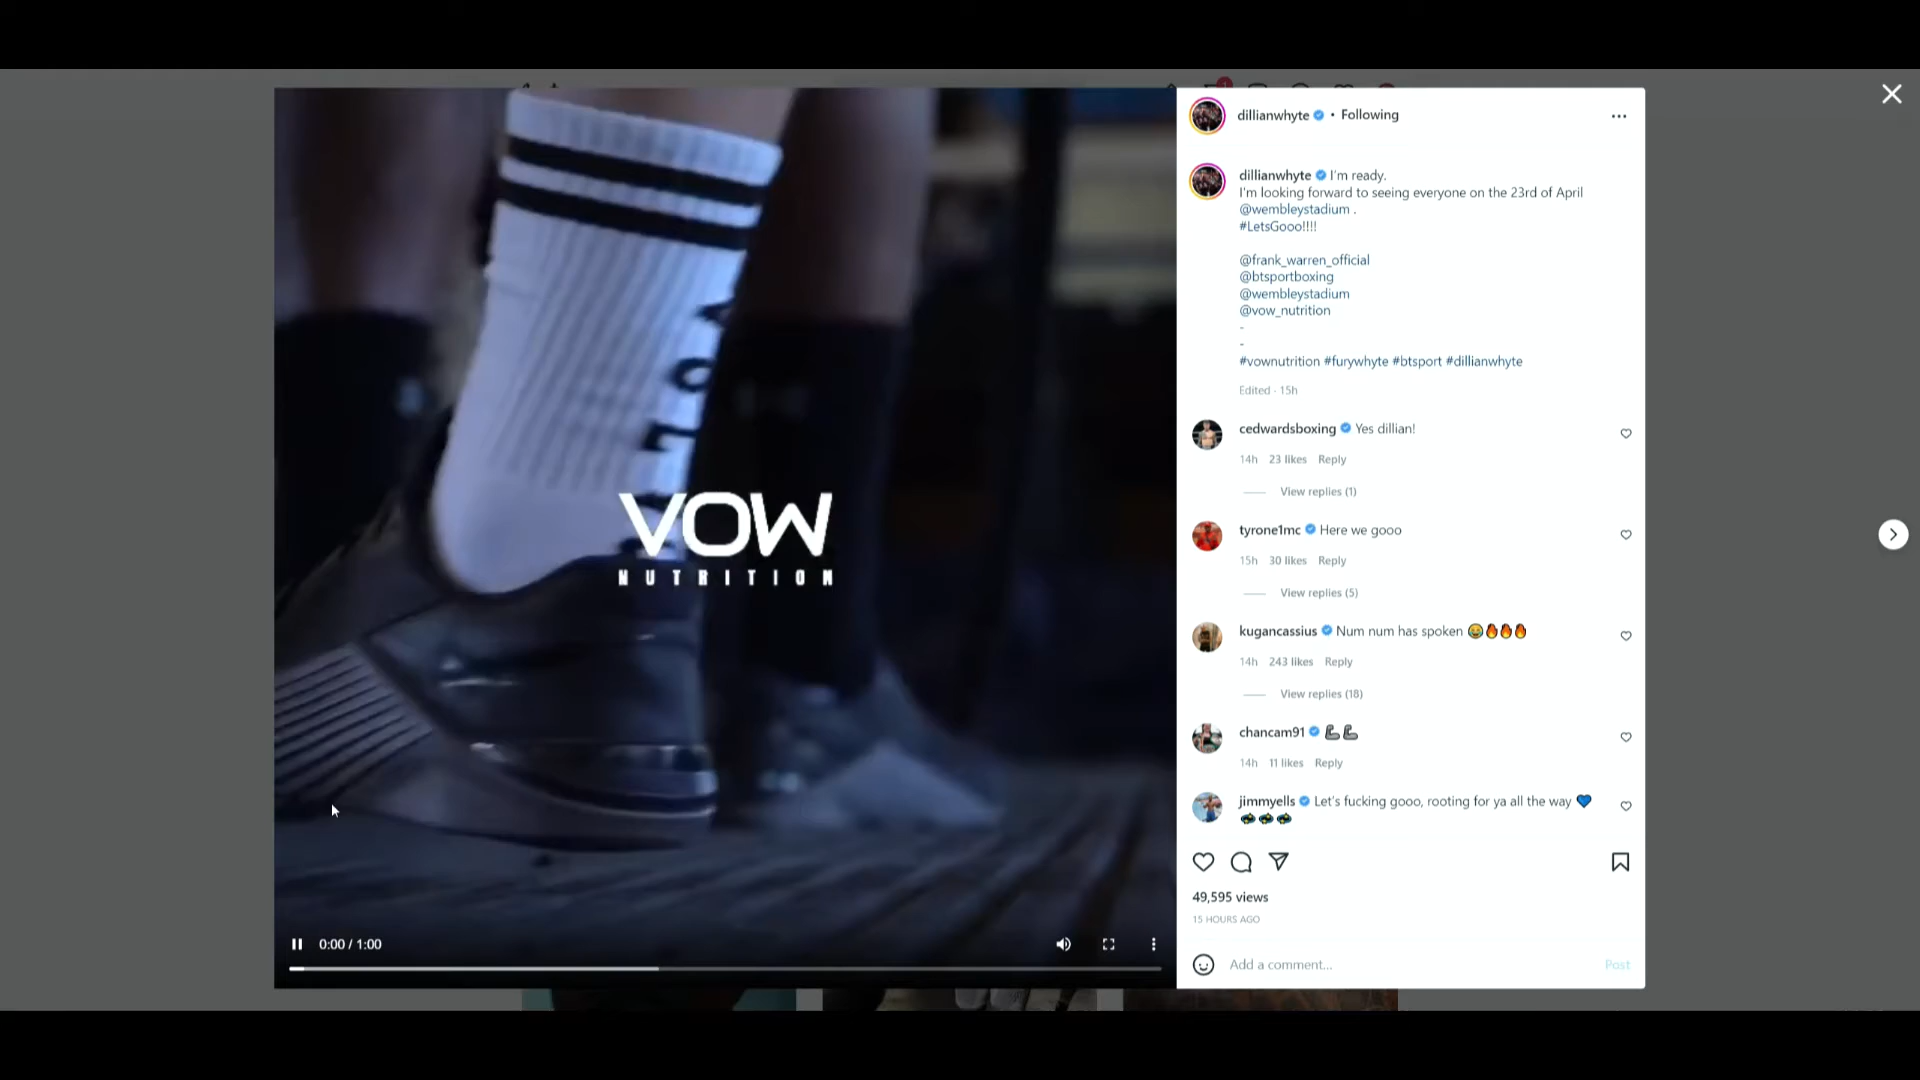 VOW
NUTRITION
0:00 / 1:00
dillianwhyte • Following
dillianwhyte I'm ready.
I'm looking forward to seeing everyone on the 23rd of April
@wembleystadium .
#LetsGooo!!!!
@frank_warren_official
@btsportboxing
@wembleystadium
@vow_nutrition
-
-
#vownutrition #furywhyte #btsport #dillianwhyte
Edited · 15h
cedwardsboxing Yes dillian!
14h 23 likes Reply
View replies (1)
tyrone1mc Here we gooo
15h 30 likes Reply
View replies (5)
kugancassius Num num has spoken 😂🔥🔥🔥
14h 243 likes Reply
View replies (18)
chancam91 🦾🦾
14h 11 likes Reply
jimmyells Let's fucking gooo, rooting for ya all the way 💙
49,595 views
15 HOURS AGO
Add a comment...
Post